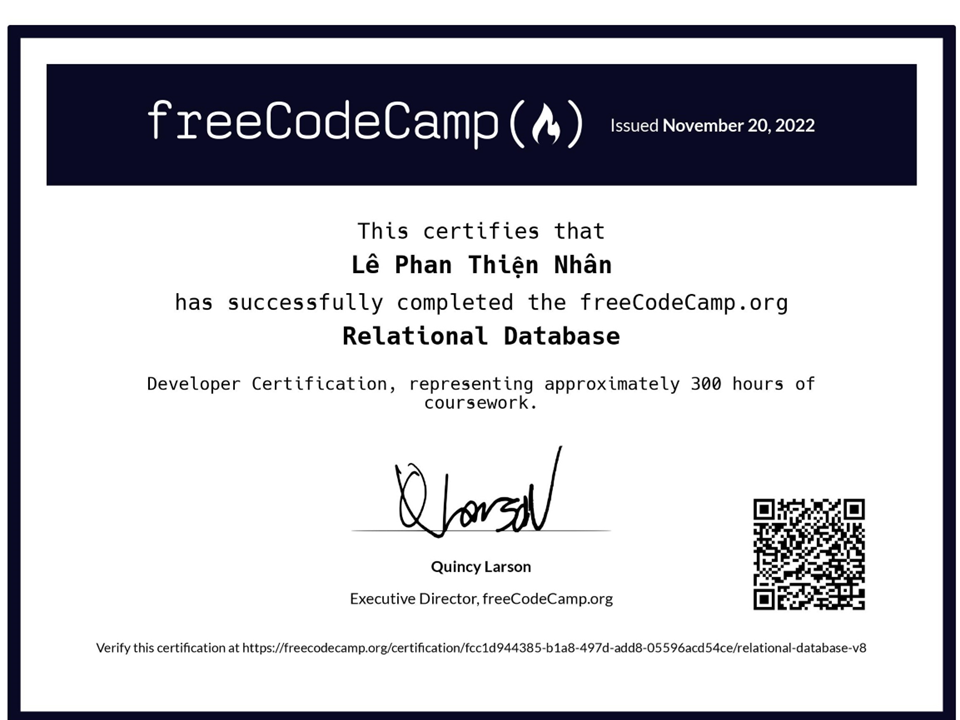 freeCodeCamp Issued November 20, 2022
This certifies that
Lê Phan Thiện Nhân
has successfully completed the freeCodeCamp.org
Relational Database
Developer Certification, representing approximately 300 hours of
coursework.
Q Larson
Quincy Larson
Executive Director, freeCodeCamp.org
Verify this certification at https://freecodecamp.org/certification/fcc1d944385-b1a8-497d-add8-05596acd54ce/relational-database-v8